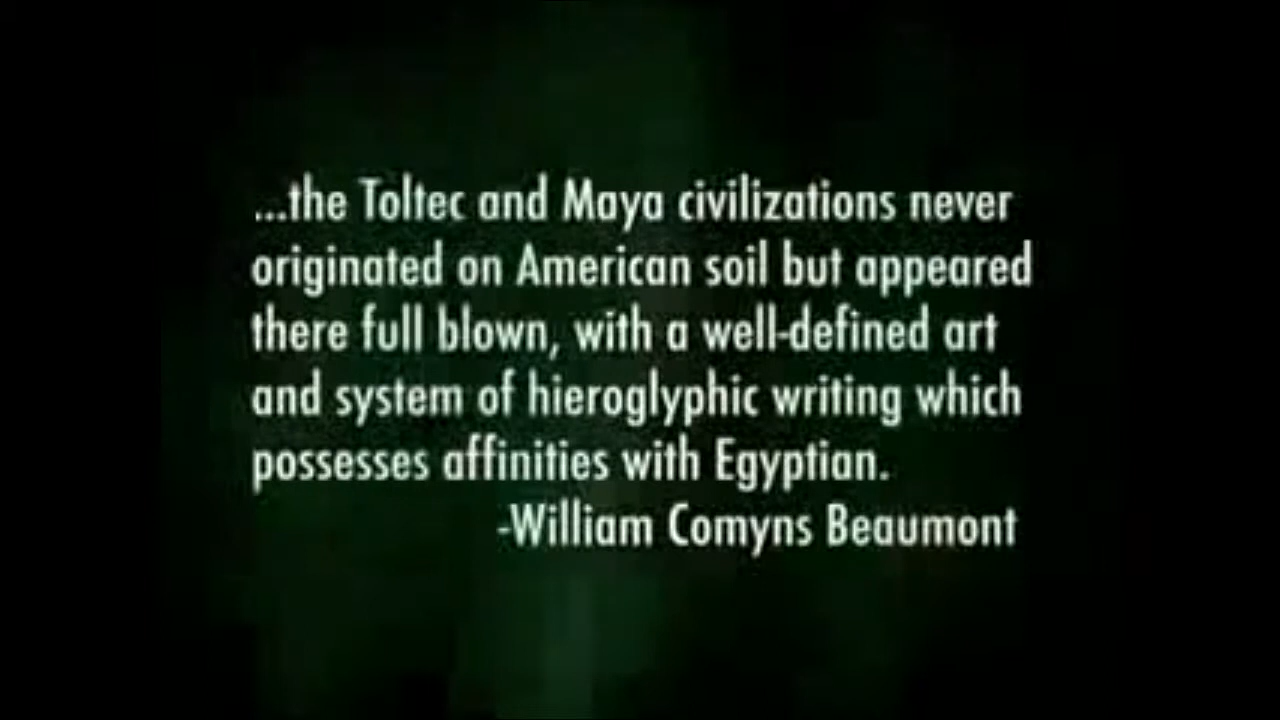 ...the Toltec and Maya civilizations never
originated on American soil but appeared
there full blown, with a well-defined art
and system of hieroglyphic writing which
possesses affinities with Egyptian.
-William Comyns Beaumont